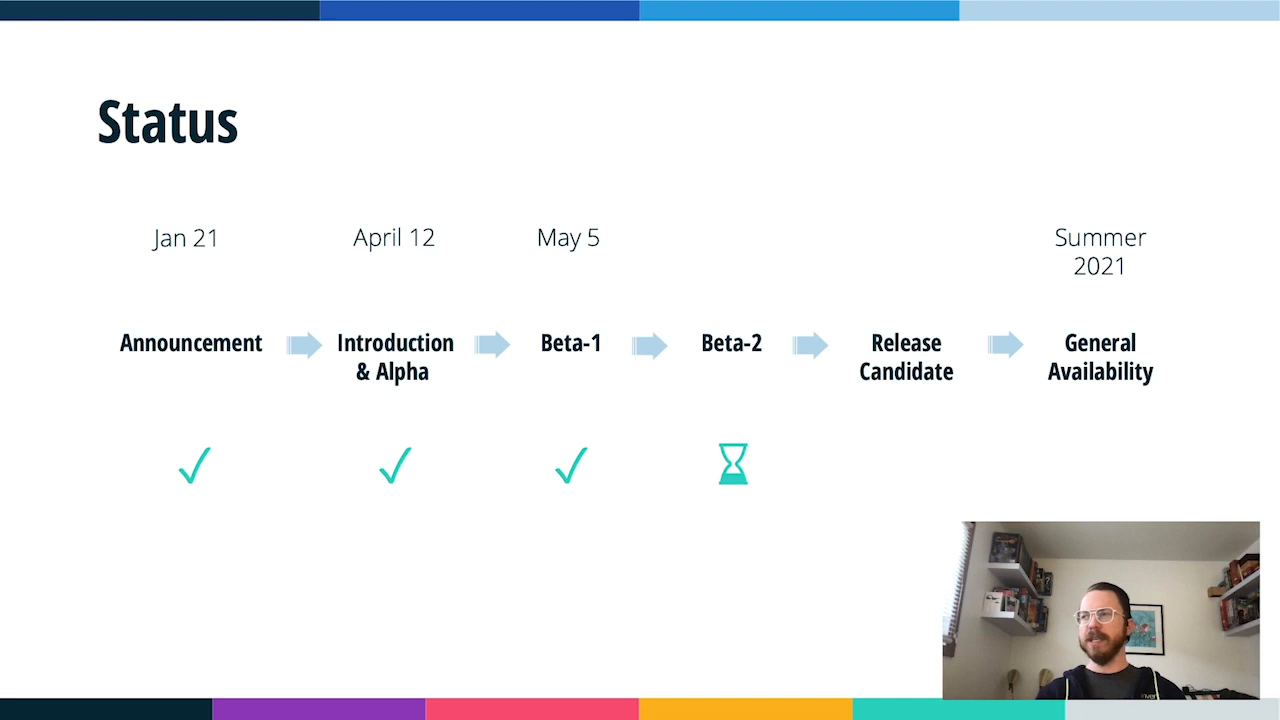 Status
Jan 21
April 12
May 5
Summer
2021
Announcement
Introduction
& Alpha
Beta-1
Beta-2
Release
Candidate
General
Availability